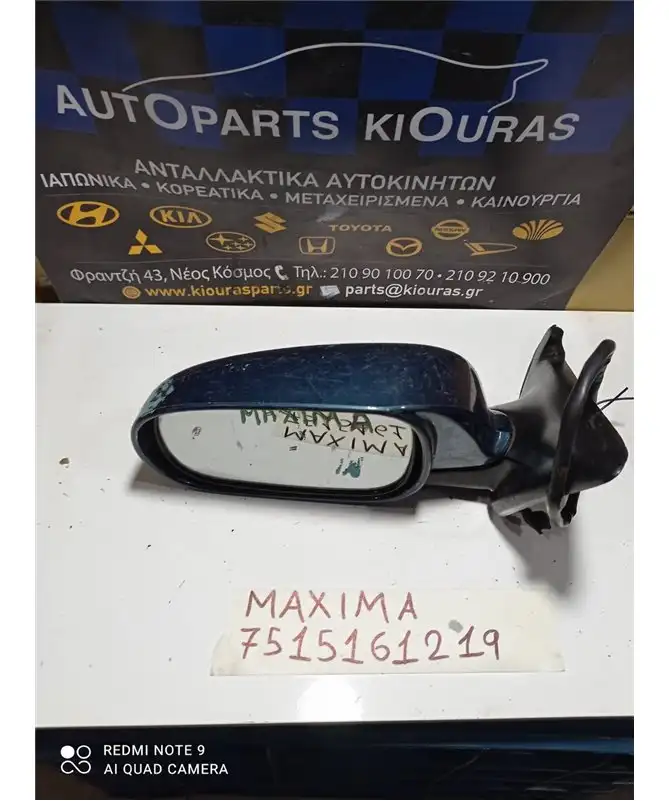 AUTOPARTS KIOURAS
ΑΝΤΑΛΛΑΚΤΙΚΑ ΑΥΤΟΚΙΝΗΤΩΝ
ΙΑΠΩΝΙΚΑ • ΚΟΡΕΑΤΙΚΑ • ΜΕΤΑΧΕΙΡΙΣΜΕΝΑ • ΚΑΙΝΟΥΡΓΙΑ
KIA
TOYOTA
NISSAN
Φραντζή 43, Νέος Κόσμος Τηλ.: 210 90 100 70 • 210 92 10 900
www.kiourasparts.gr parts@kiouras.gr
MAXIMA
MAXIMA
MAXIMA
7515161219
REDMI NOTE 9
AI QUAD CAMERA